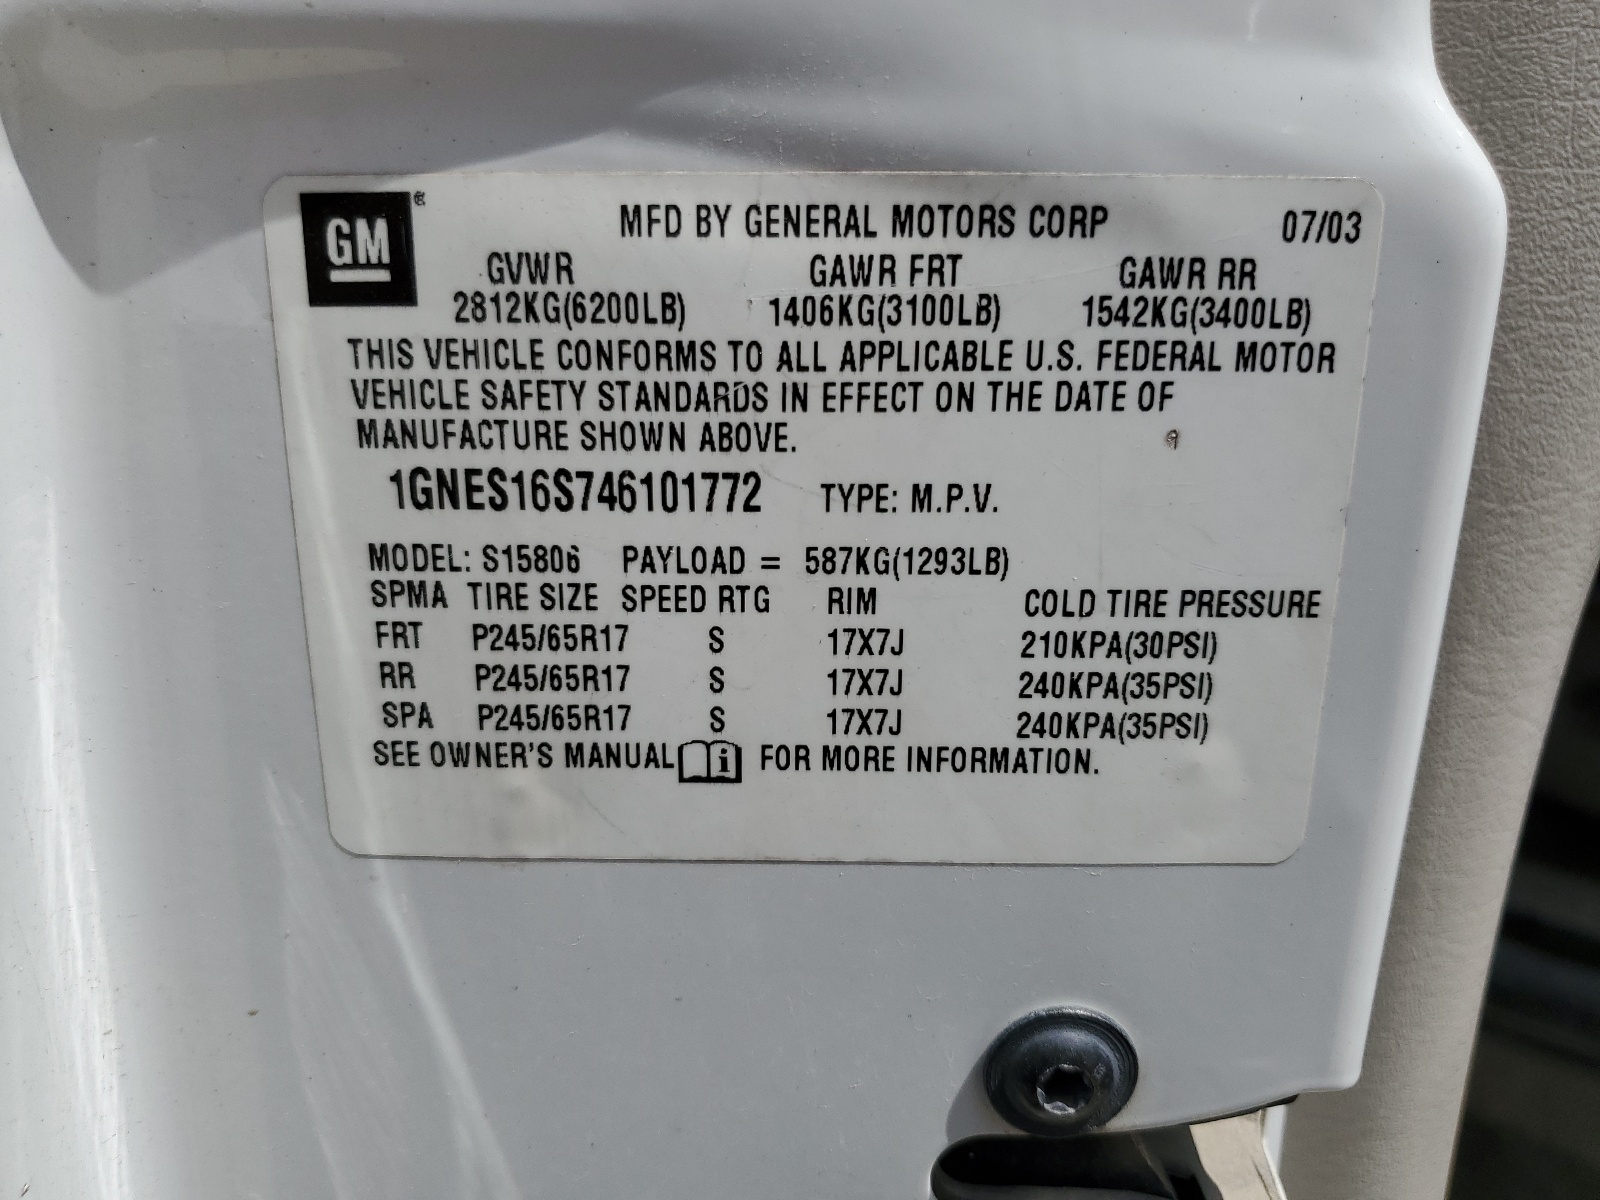 GM®
MFD BY GENERAL MOTORS CORP 07/03
GVWR GAWR FRT GAWR RR
2812KG(6200LB) 1406KG(3100LB) 1542KG(3400LB)
THIS VEHICLE CONFORMS TO ALL APPLICABLE U.S. FEDERAL MOTOR
VEHICLE SAFETY STANDARDS IN EFFECT ON THE DATE OF
MANUFACTURE SHOWN ABOVE.
1GNES16S746101772 TYPE: M.P.V.
MODEL: S15806 PAYLOAD = 587KG(1293LB)
SPMA TIRE SIZE SPEED RTG RIM COLD TIRE PRESSURE
FRT P245/65R17 S 17X7J 210KPA(30PSI)
RR P245/65R17 S 17X7J 240KPA(35PSI)
SPA P245/65R17 S 17X7J 240KPA(35PSI)
SEE OWNER'S MANUAL i FOR MORE INFORMATION.